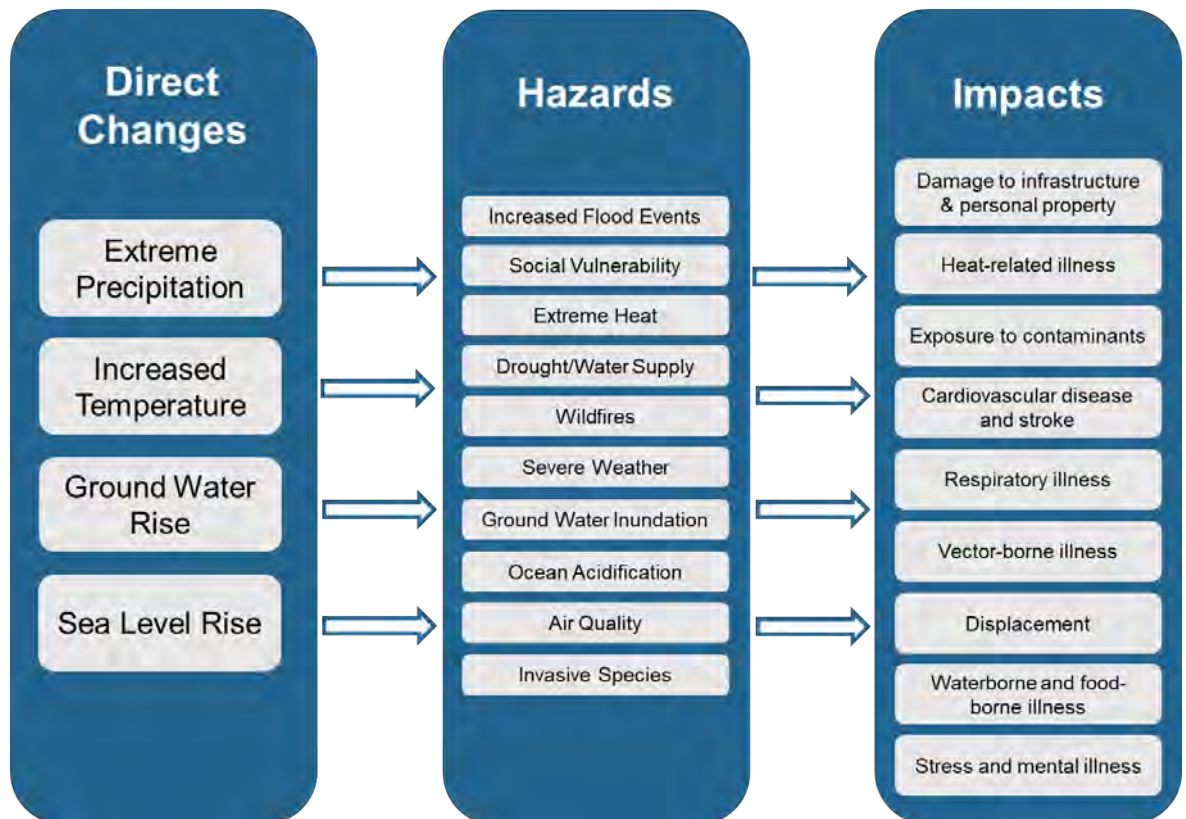 Direct
Changes
Extreme
Precipitation
Increased
Temperature
Ground Water
Rise
Sea Level Rise
Hazards
Increased Flood Events
Social Vulnerability
Extreme Heat
Drought/Water Supply
Wildfires
Severe Weather
Ground Water Inundation
Ocean Acidification
Air Quality
Invasive Species
Impacts
Damage to infrastructure
& personal property
Heat-related illness
Exposure to contaminants
Cardiovascular disease
and stroke
Respiratory illness
Vector-borne illness
Displacement
Waterborne and food-
borne illness
Stress and mental illness